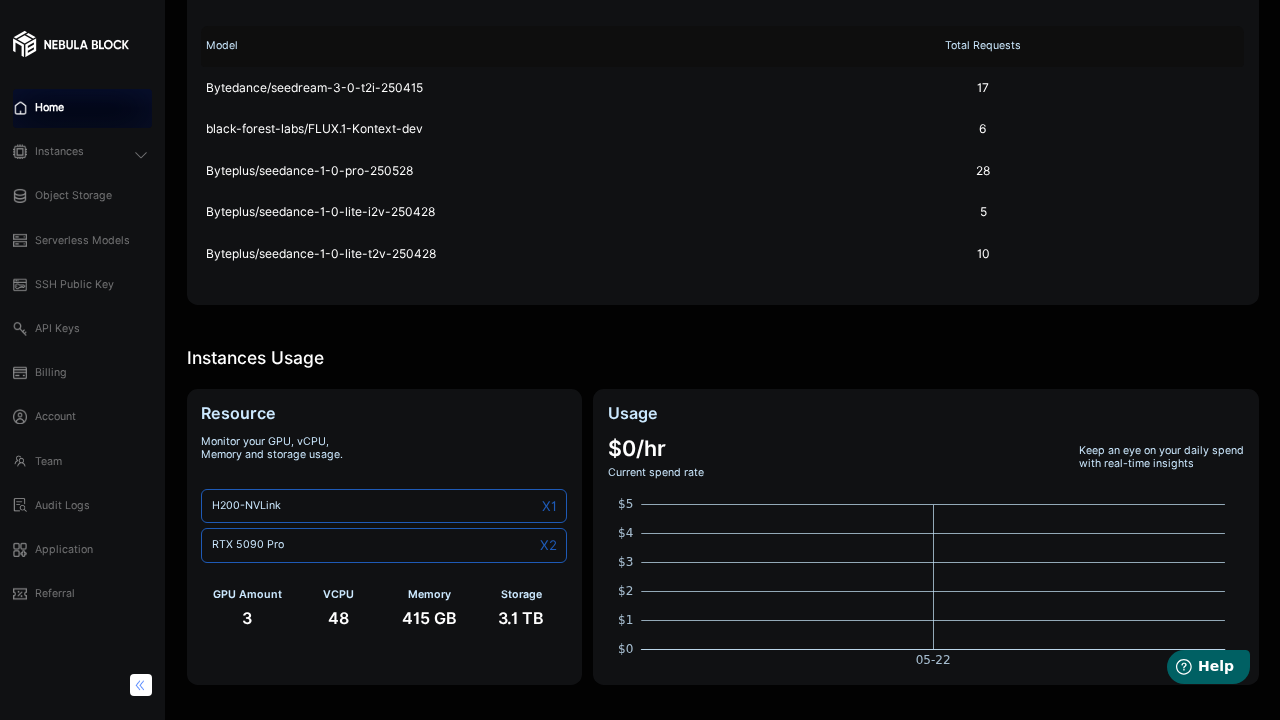 NEBULA BLOCK
Home
Instances
Object Storage
Serverless Models
SSH Public Key
API Keys
Billing
Account
Team
Audit Logs
Application
Referral
Model Total Requests
Bytedance/seedream-3-0-t2i-250415 17
black-forest-labs/FLUX.1-Kontext-dev 6
Byteplus/seedance-1-0-pro-250528 28
Byteplus/seedance-1-0-lite-i2v-250428 5
Byteplus/seedance-1-0-lite-t2v-250428 10
Instances Usage
Resource
Monitor your GPU, vCPU,
Memory and storage usage.
H200-NVLink X1
RTX 5090 Pro X2
GPU Amount VCPU Memory Storage
3 48 415 GB 3.1 TB
Usage
$0/hr
Current spend rate
Keep an eye on your daily spend
with real-time insights
$5
$4
$3
$2
$1
$0
05-22
Help